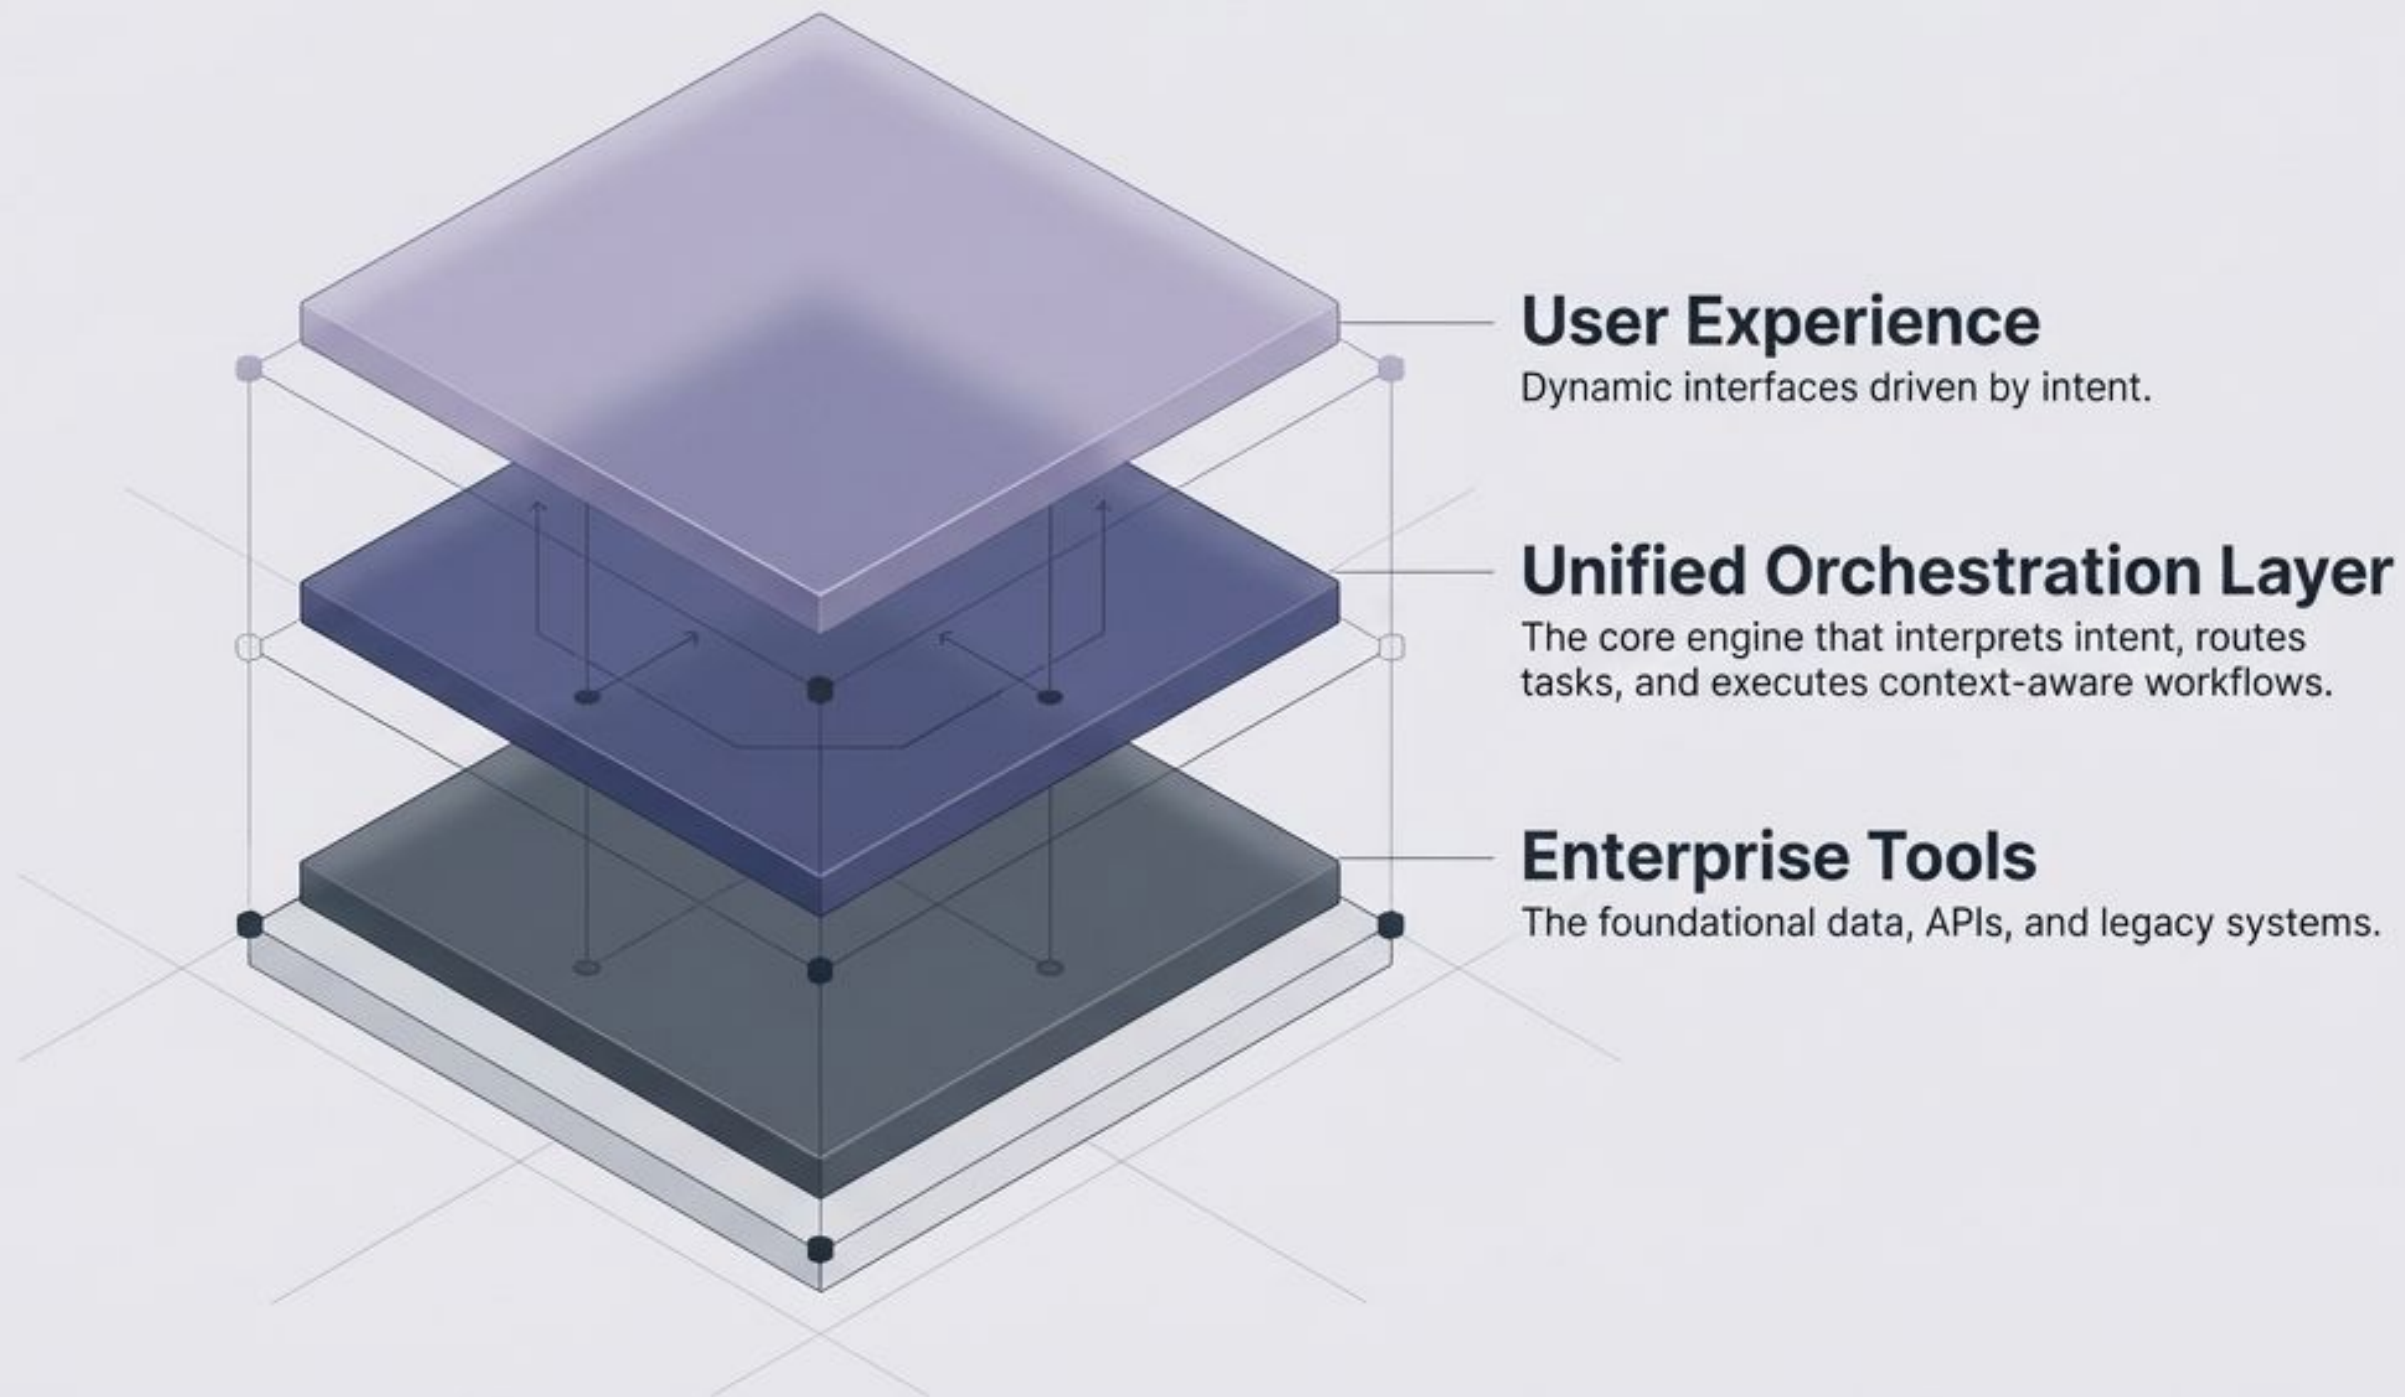 User Experience
Dynamic interfaces driven by intent.
Unified Orchestration Layer
The core engine that interprets intent, routes
tasks, and executes context-aware workflows.
Enterprise Tools
The foundational data, APIs, and legacy systems.